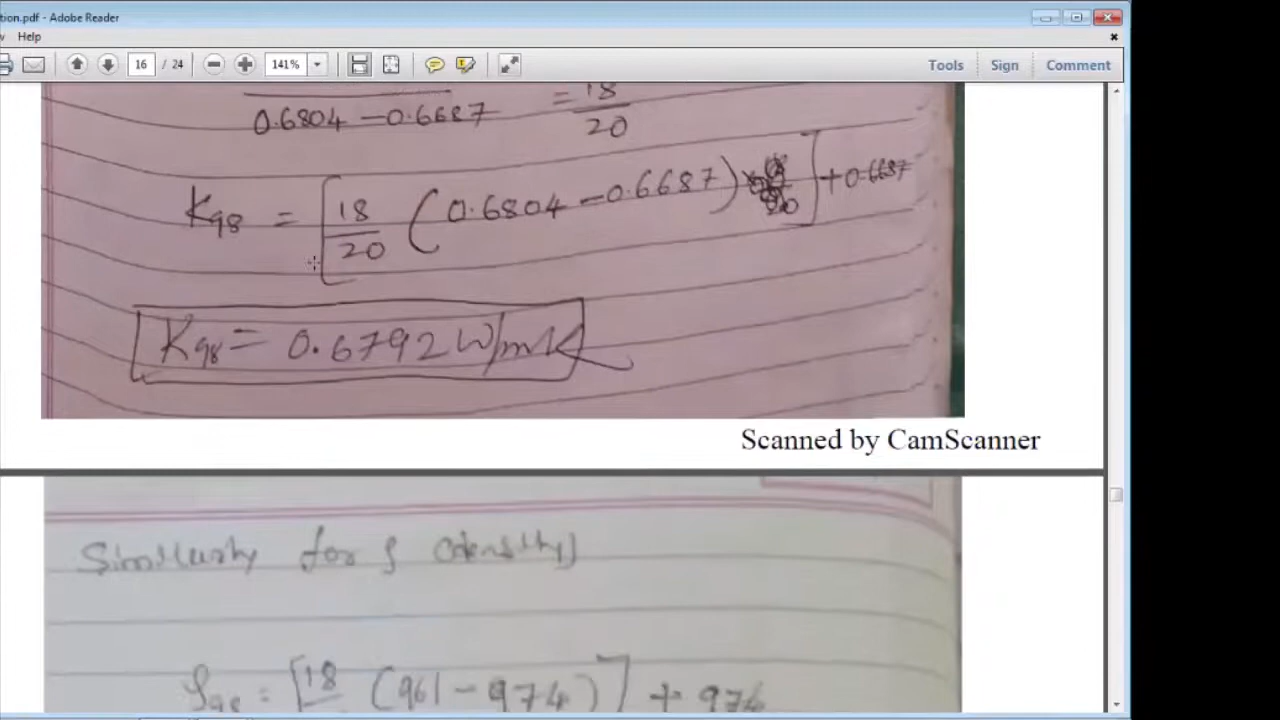 tion.pdf - Adobe Reader
Help
16 / 24 141% Tools Sign Comment
0.6804 - 0.6687 = 18/20
K98 = [18/20 (0.6804 - 0.6687)] + 0.6687
K98 = 0.6792 W/mK
Scanned by CamScanner
Similarly for ρ (density)
ρ98 = [18 (961 - 974)] + 974